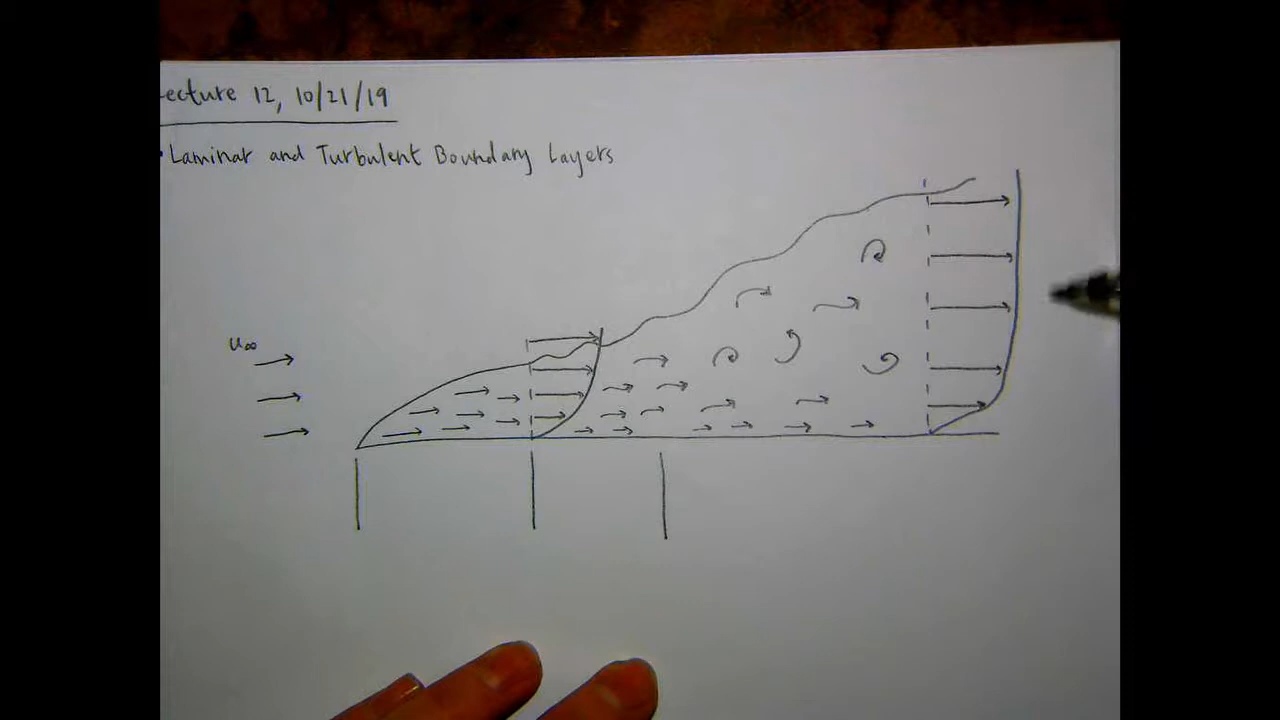 ecture 12, 10/21/19
• Laminar and Turbulent Boundary Layers
u∞